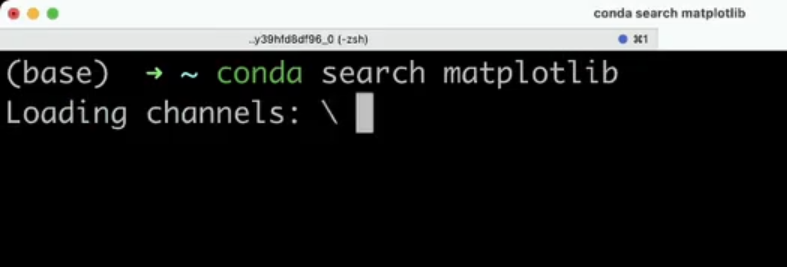 conda search matplotlib
..y39hfd8df96_0 (-zsh)
⌘1
(base) ➜ ~ conda search matplotlib
Loading channels: \